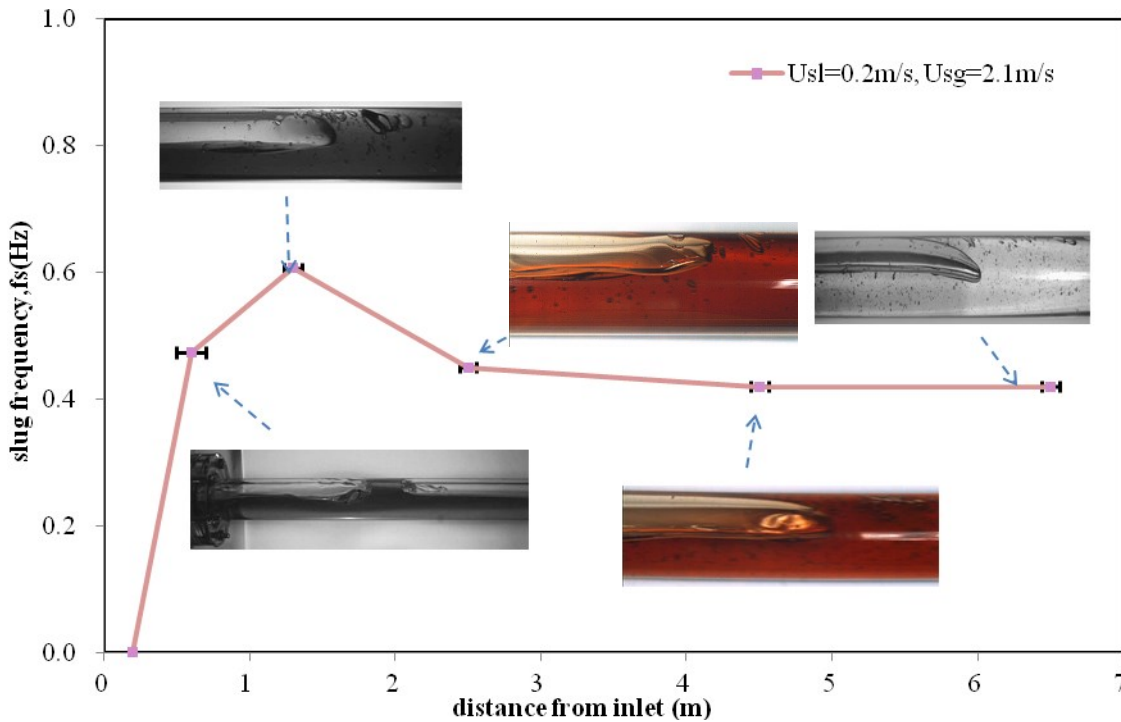 1.0
0.8
0.6
0.4
0.2
0.0
slug frequency,fs(Hz)
Usl=0.2m/s, Usg=2.1m/s
0 1 2 3 4 5 6 7
distance from inlet (m)